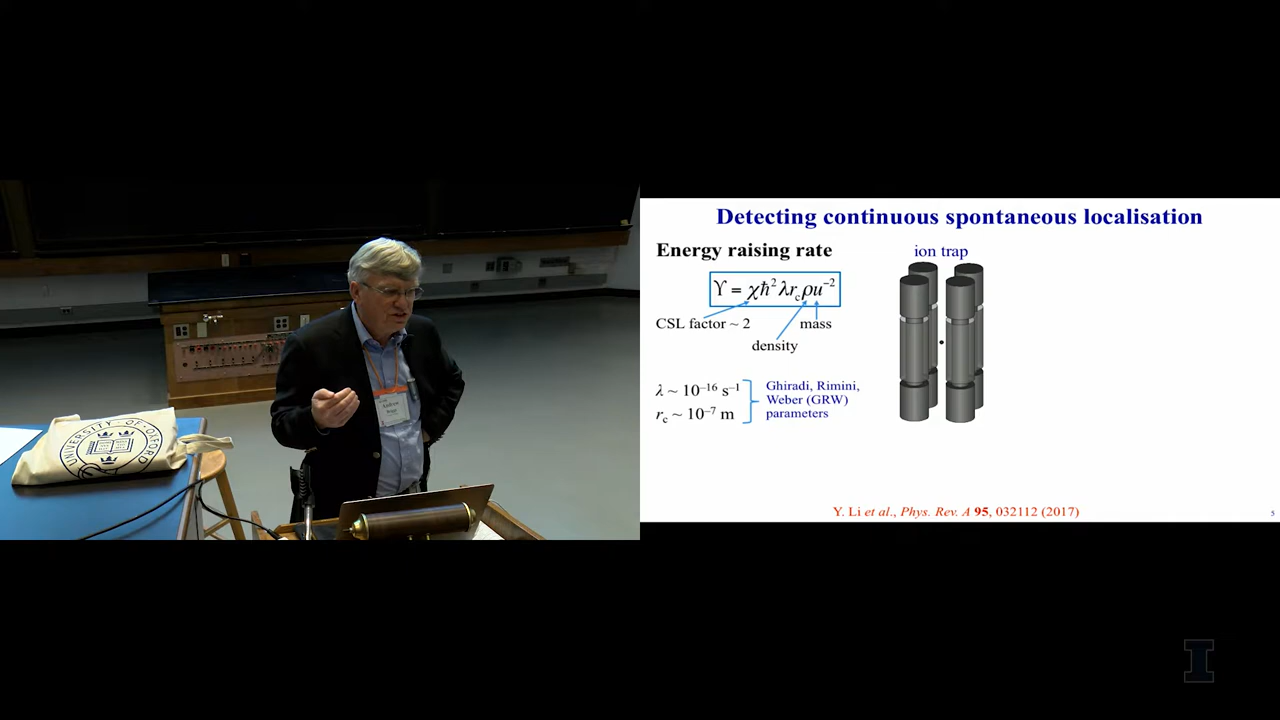 Detecting continuous spontaneous localisation
Energy raising rate
ion trap
ϒ = χħ²λr_cρu⁻²
CSL factor ~ 2
mass
density
λ ~ 10⁻¹⁶ s⁻¹
r_c ~ 10⁻⁷ m
Ghiradi, Rimini,
Weber (GRW)
parameters
Y. Li et al., Phys. Rev. A 95, 032112 (2017)
5
UNIVERSITY OF OXFORD
Andrew
I